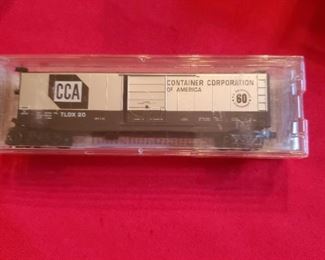 CCA
CONTAINER CORPORATION
OF AMERICA
60
TLDX 20